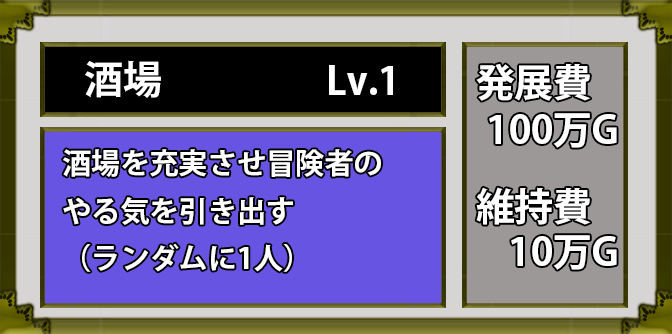 酒場 Lv.1
酒場を充実させ冒険者の
やる気を引き出す
（ランダムに1人）
発展費
100万G
維持費
10万G